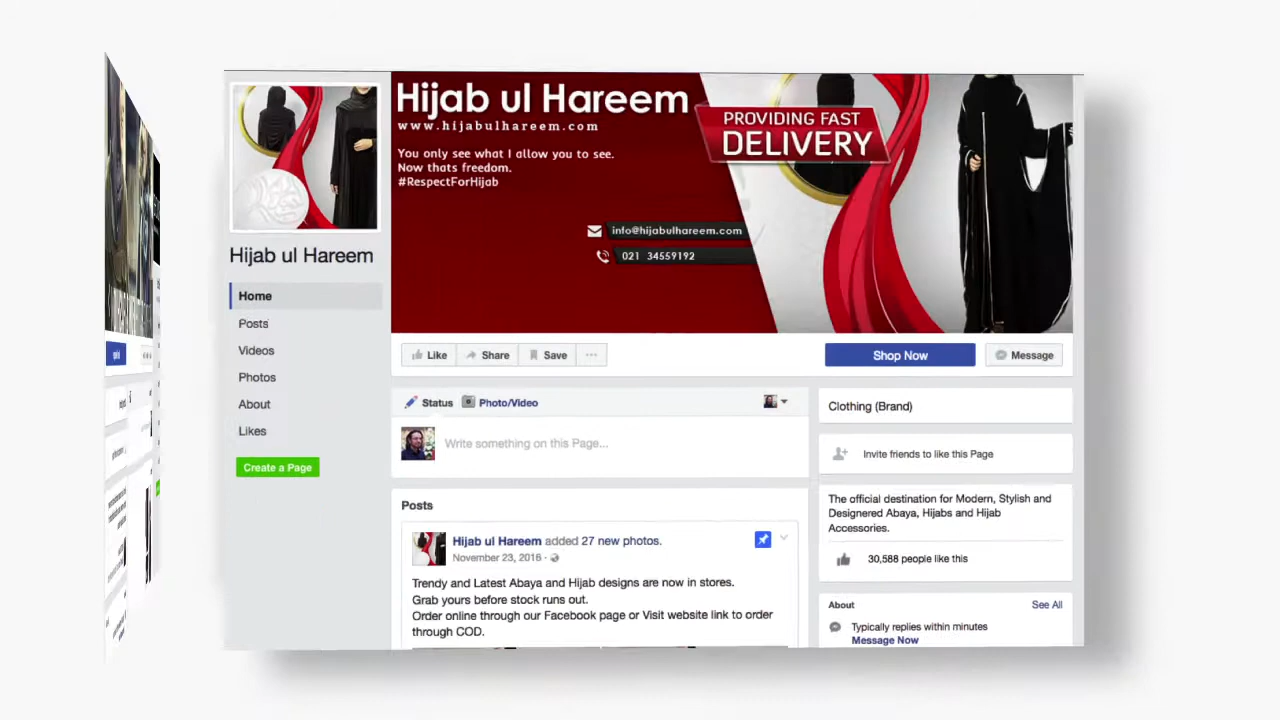 Hijab ul Hareem
www.hijabulhareem.com
You only see what I allow you to see.
Now thats freedom.
#RespectForHijab
PROVIDING FAST
DELIVERY
info@hijabulhareem.com
021 34559192
Hijab ul Hareem
Home
Posts
Videos
Photos
About
Likes
Create a Page
Like
Share
Save
Shop Now
Message
Status
Photo/Video
Write something on this Page...
Posts
Hijab ul Hareem added 27 new photos.
November 23, 2016
Trendy and Latest Abaya and Hijab designs are now in stores.
Grab yours before stock runs out.
Order online through our Facebook page or Visit website link to order
through COD.
Clothing (Brand)
Invite friends to like this Page
The official destination for Modern, Stylish and
Designered Abaya, Hijabs and Hijab
Accessories.
30,588 people like this
About
See All
Typically replies within minutes
Message Now